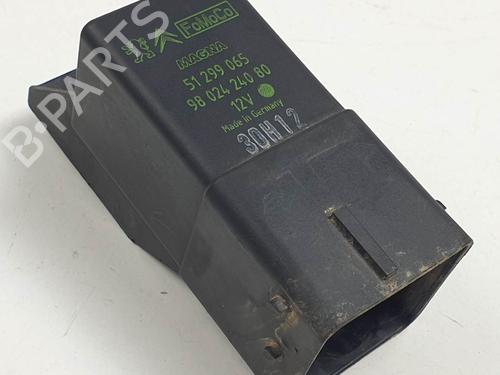 FoMoCo
MAGNA
51 299 065
98 024 240 80
12V
Made in Germany
30H12
B-PARTS